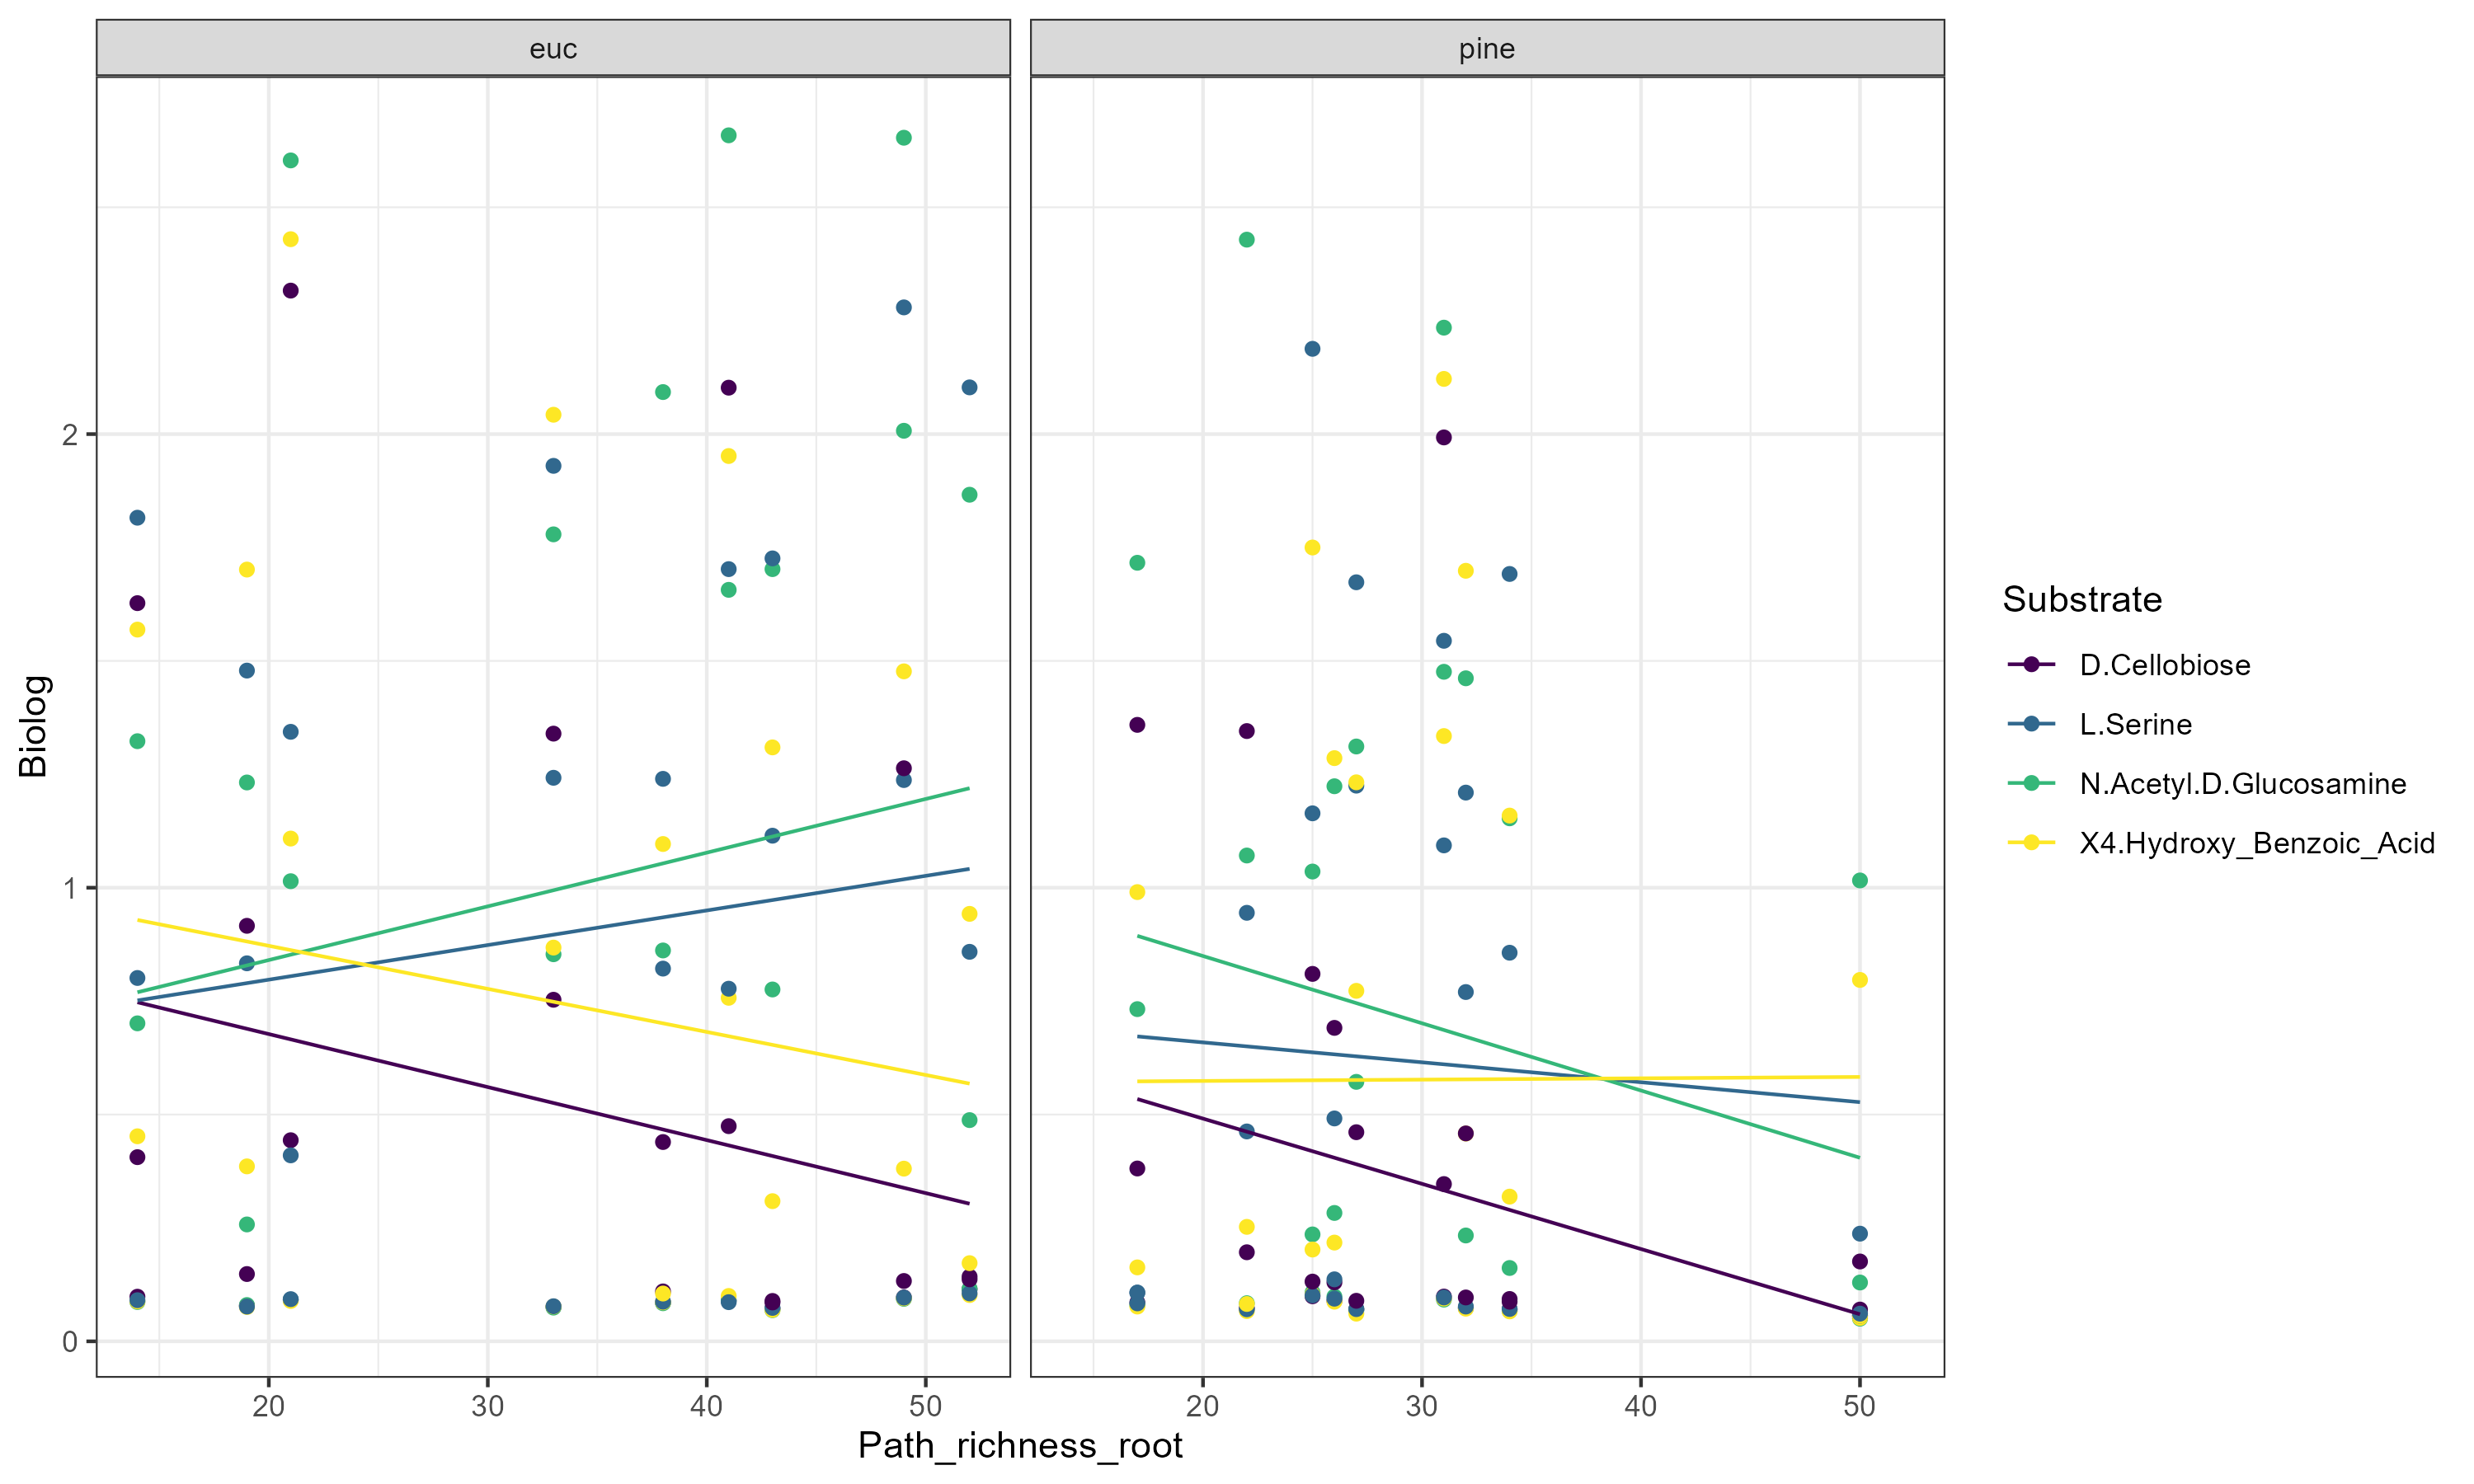 euc
pine
Biolog
2
1
0
20 30 40 50
20 30 40 50
Path_richness_root
Substrate
D.Cellobiose
L.Serine
N.Acetyl.D.Glucosamine
X4.Hydroxy_Benzoic_Acid